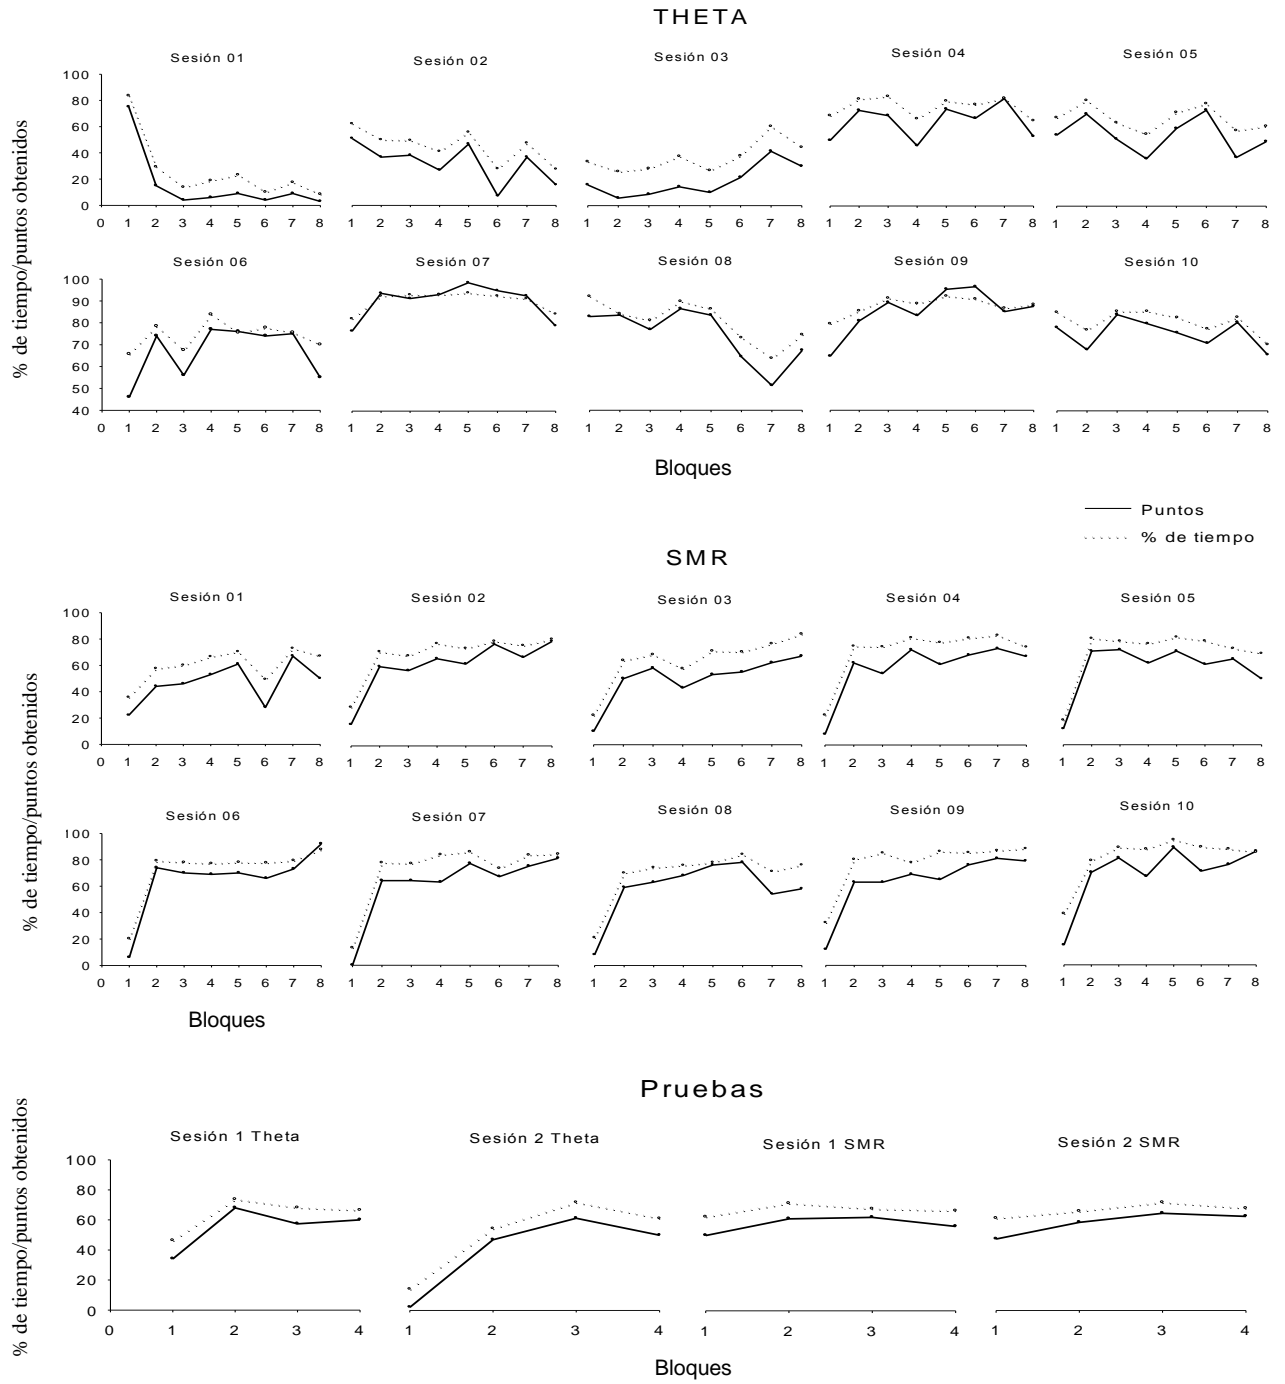 THETA
Sesión 01
Sesión 02
Sesión 03
Sesión 04
Sesión 05
% de tiempo/puntos obtenidos
100
80
60
40
20
0
0 1 2 3 4 5 6 7 8
1 2 3 4 5 6 7 8
1 2 3 4 5 6 7 8
1 2 3 4 5 6 7 8
1 2 3 4 5 6 7 8
Sesión 06
Sesión 07
Sesión 08
Sesión 09
Sesión 10
100
90
80
70
60
50
40
0 1 2 3 4 5 6 7 8
1 2 3 4 5 6 7 8
1 2 3 4 5 6 7 8
1 2 3 4 5 6 7 8
1 2 3 4 5 6 7 8
Bloques
Puntos
% de tiempo
SMR
Sesión 01
Sesión 02
Sesión 03
Sesión 04
Sesión 05
% de tiempo/puntos obtenidos
100
80
60
40
20
0
0 1 2 3 4 5 6 7 8
1 2 3 4 5 6 7 8
1 2 3 4 5 6 7 8
1 2 3 4 5 6 7 8
1 2 3 4 5 6 7 8
Sesión 06
Sesión 07
Sesión 08
Sesión 09
Sesión 10
100
80
60
40
20
0
0 1 2 3 4 5 6 7 8
1 2 3 4 5 6 7 8
1 2 3 4 5 6 7 8
1 2 3 4 5 6 7 8
1 2 3 4 5 6 7 8
Bloques
Pruebas
Sesión 1 Theta
Sesión 2 Theta
Sesión 1 SMR
Sesión 2 SMR
% de tiempo/puntos obtenidos
100
80
60
40
20
0
0 1 2 3 4
1 2 3 4
1 2 3 4
1 2 3 4
Bloques